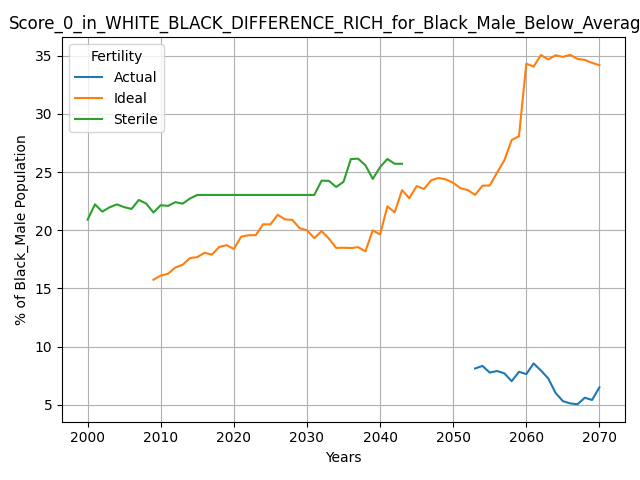 Score_0_in_WHITE_BLACK_DIFFERENCE_RICH_for_Black_Male_Below_Averag
Fertility
Actual
Ideal
Sterile
% of Black_Male Population
35
30
25
20
15
10
5
2000 2010 2020 2030 2040 2050 2060 2070
Years